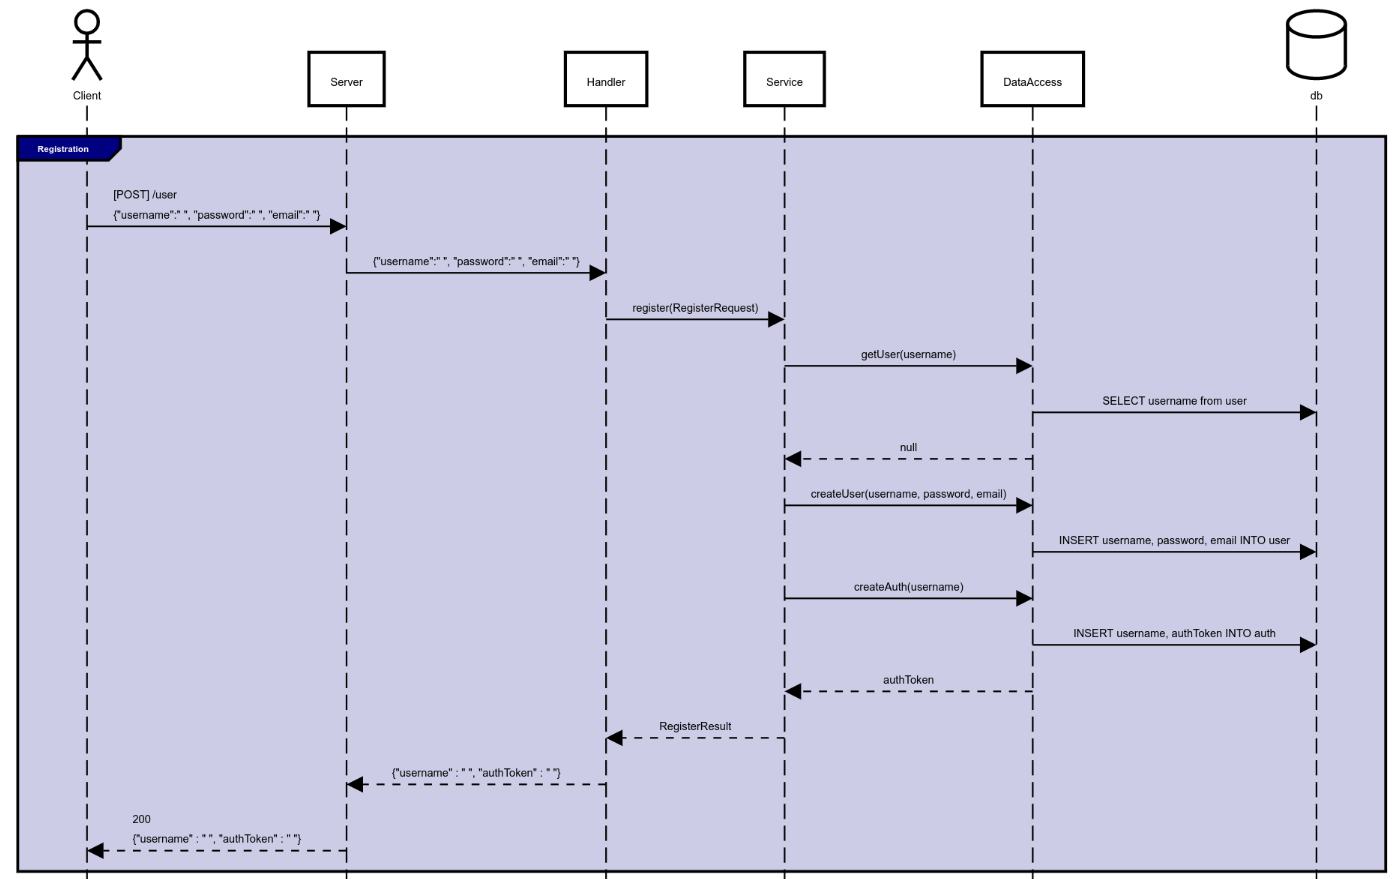 Client
Server
Handler
Service
DataAccess
db
Registration
[POST] /user
{"username":" ", "password":" ", "email":" "}
{"username":" ", "password":" ", "email":" "}
register(RegisterRequest)
getUser(username)
SELECT username from user
null
createUser(username, password, email)
INSERT username, password, email INTO user
createAuth(username)
INSERT username, authToken INTO auth
authToken
RegisterResult
{"username" : " ", "authToken" : " "}
200
{"username" : " ", "authToken" : " "}